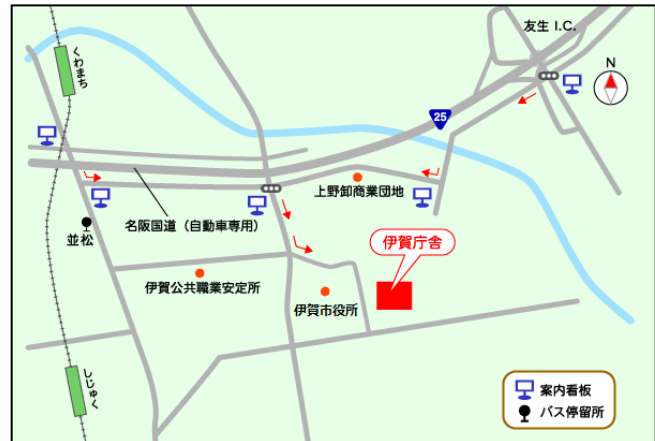 友生 I.C.
くわまち
N
25
上野卸商業団地
名阪国道（自動車専用）
並松
伊賀庁舎
伊賀公共職業安定所
伊賀市役所
しじゅく
案内看板
バス停留所